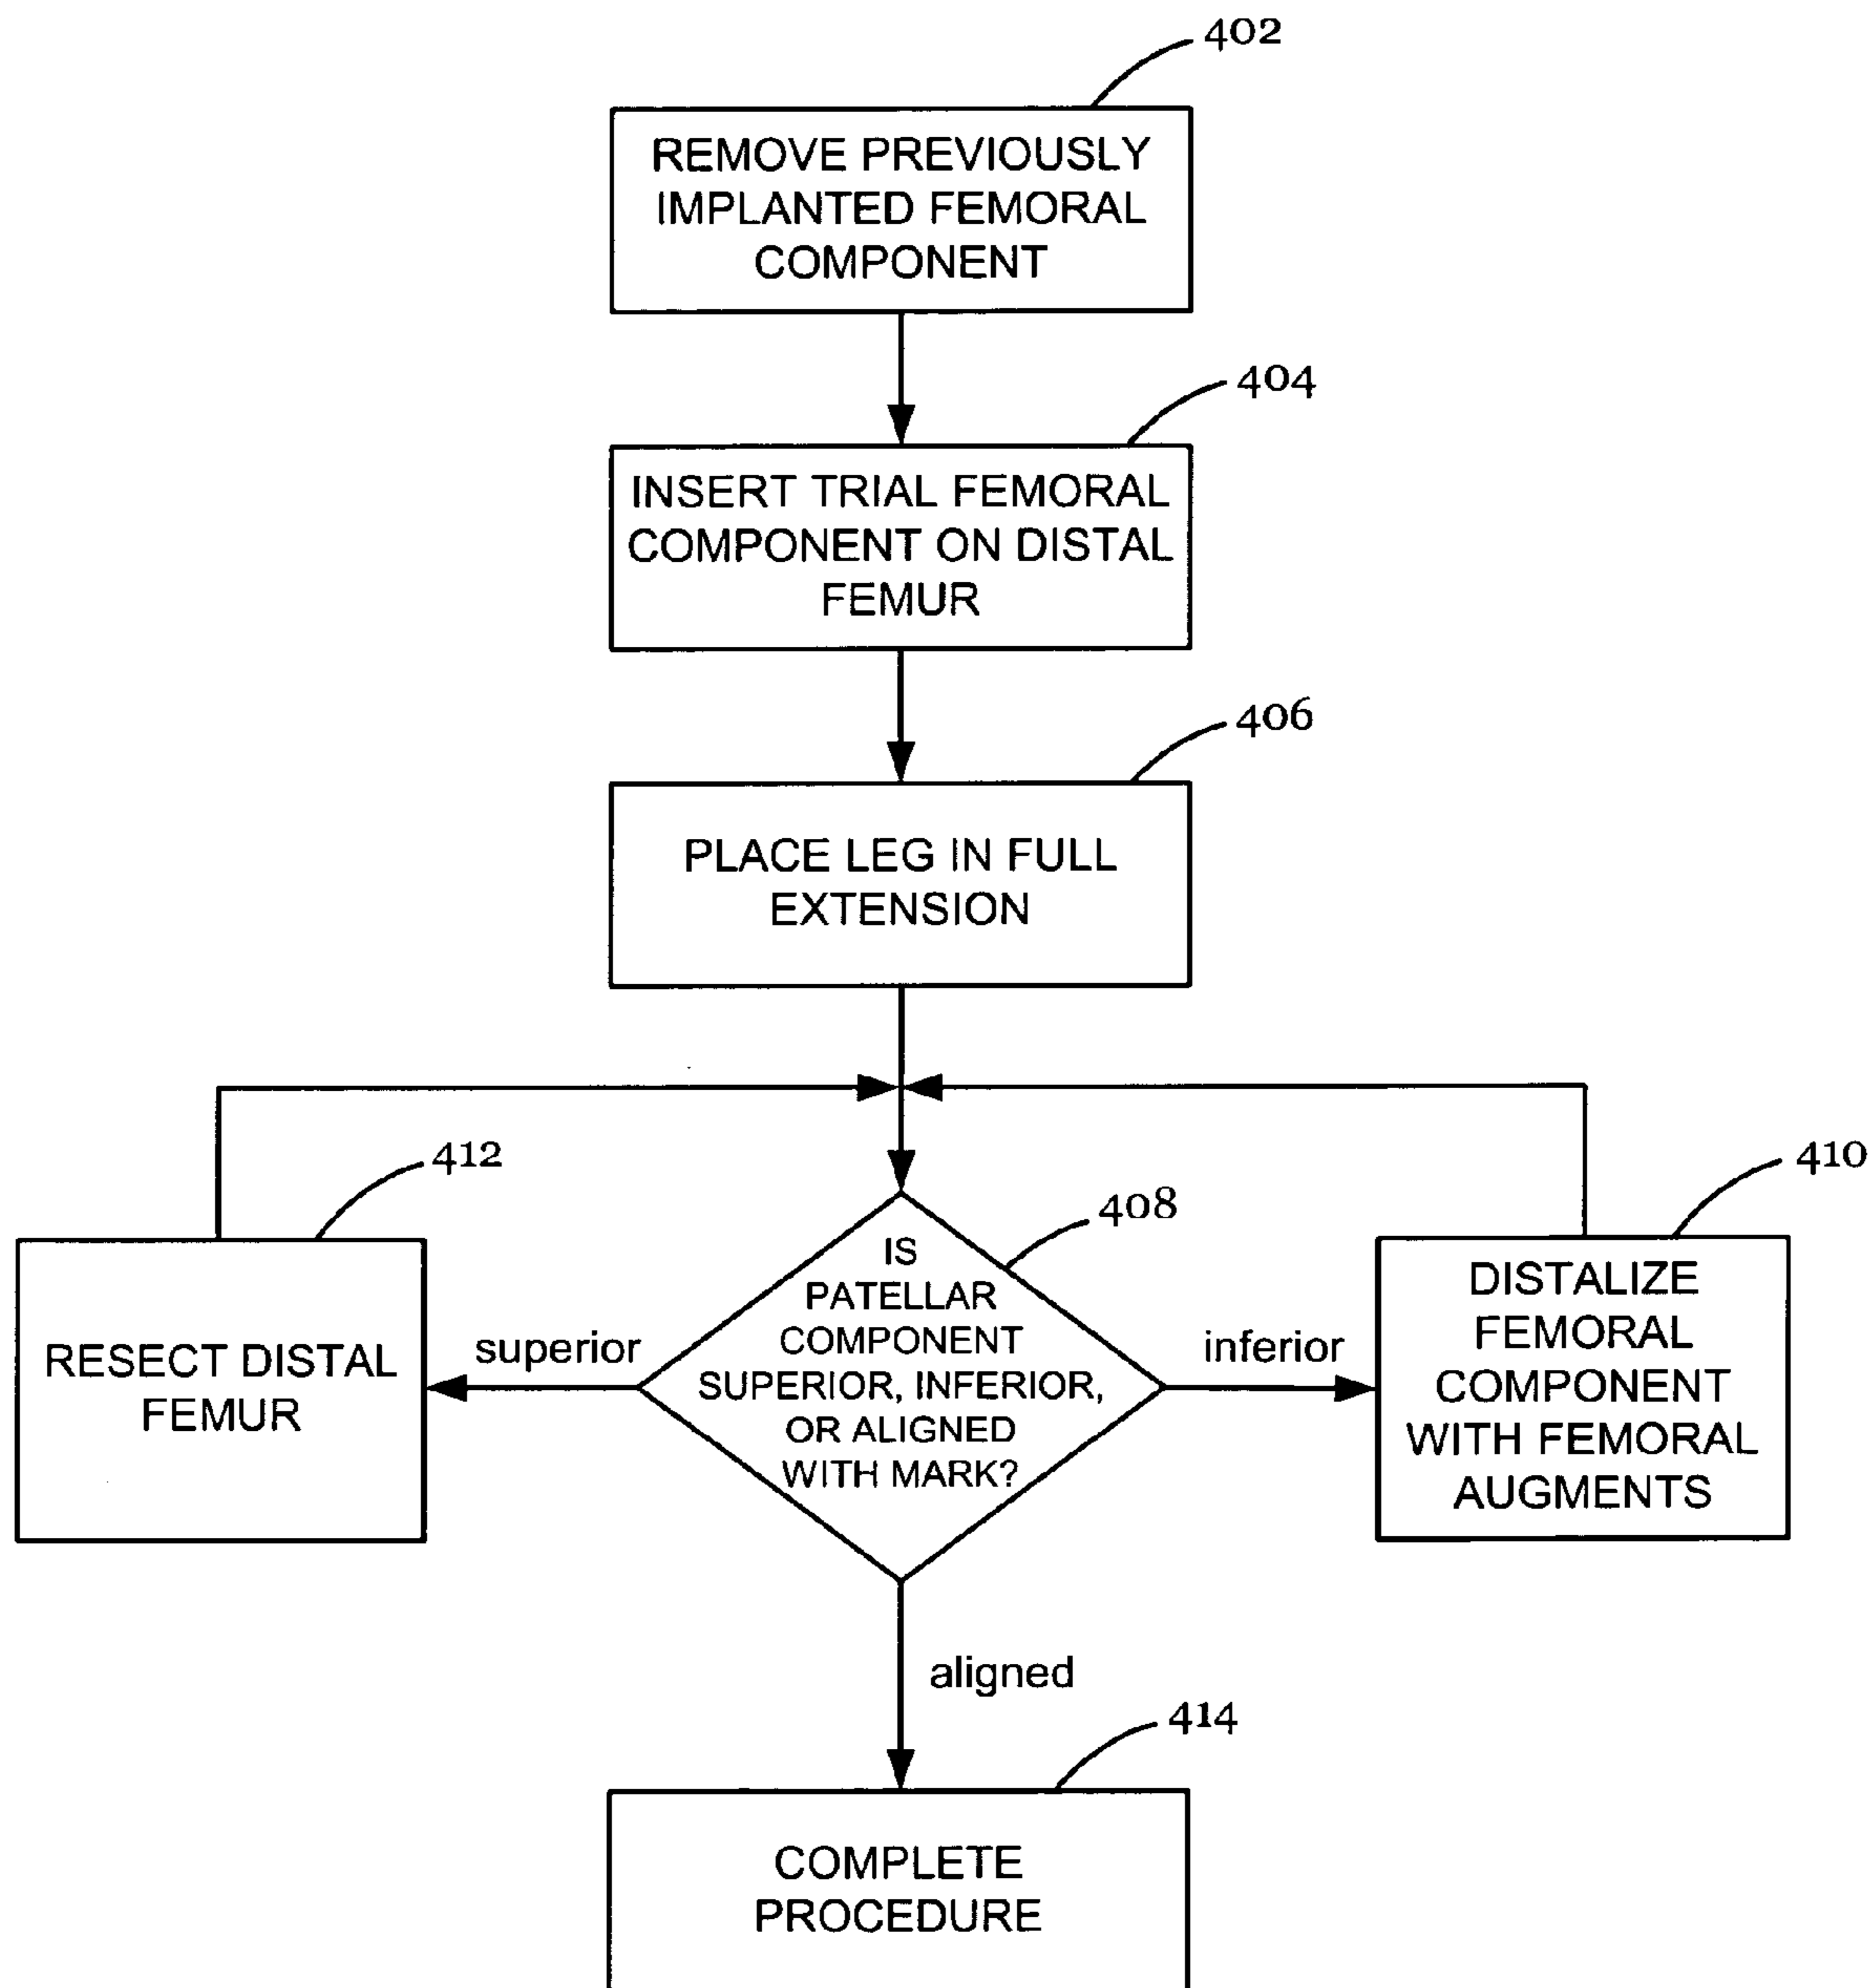 402
REMOVE PREVIOUSLY
IMPLANTED FEMORAL
COMPONENT
404
INSERT TRIAL FEMORAL
COMPONENT ON DISTAL
FEMUR
406
PLACE LEG IN FULL
EXTENSION
412
RESECT DISTAL
FEMUR
superior
408
IS
PATELLAR
COMPONENT
SUPERIOR, INFERIOR,
OR ALIGNED
WITH MARK?
inferior
410
DISTALIZE
FEMORAL
COMPONENT
WITH FEMORAL
AUGMENTS
aligned
414
COMPLETE
PROCEDURE